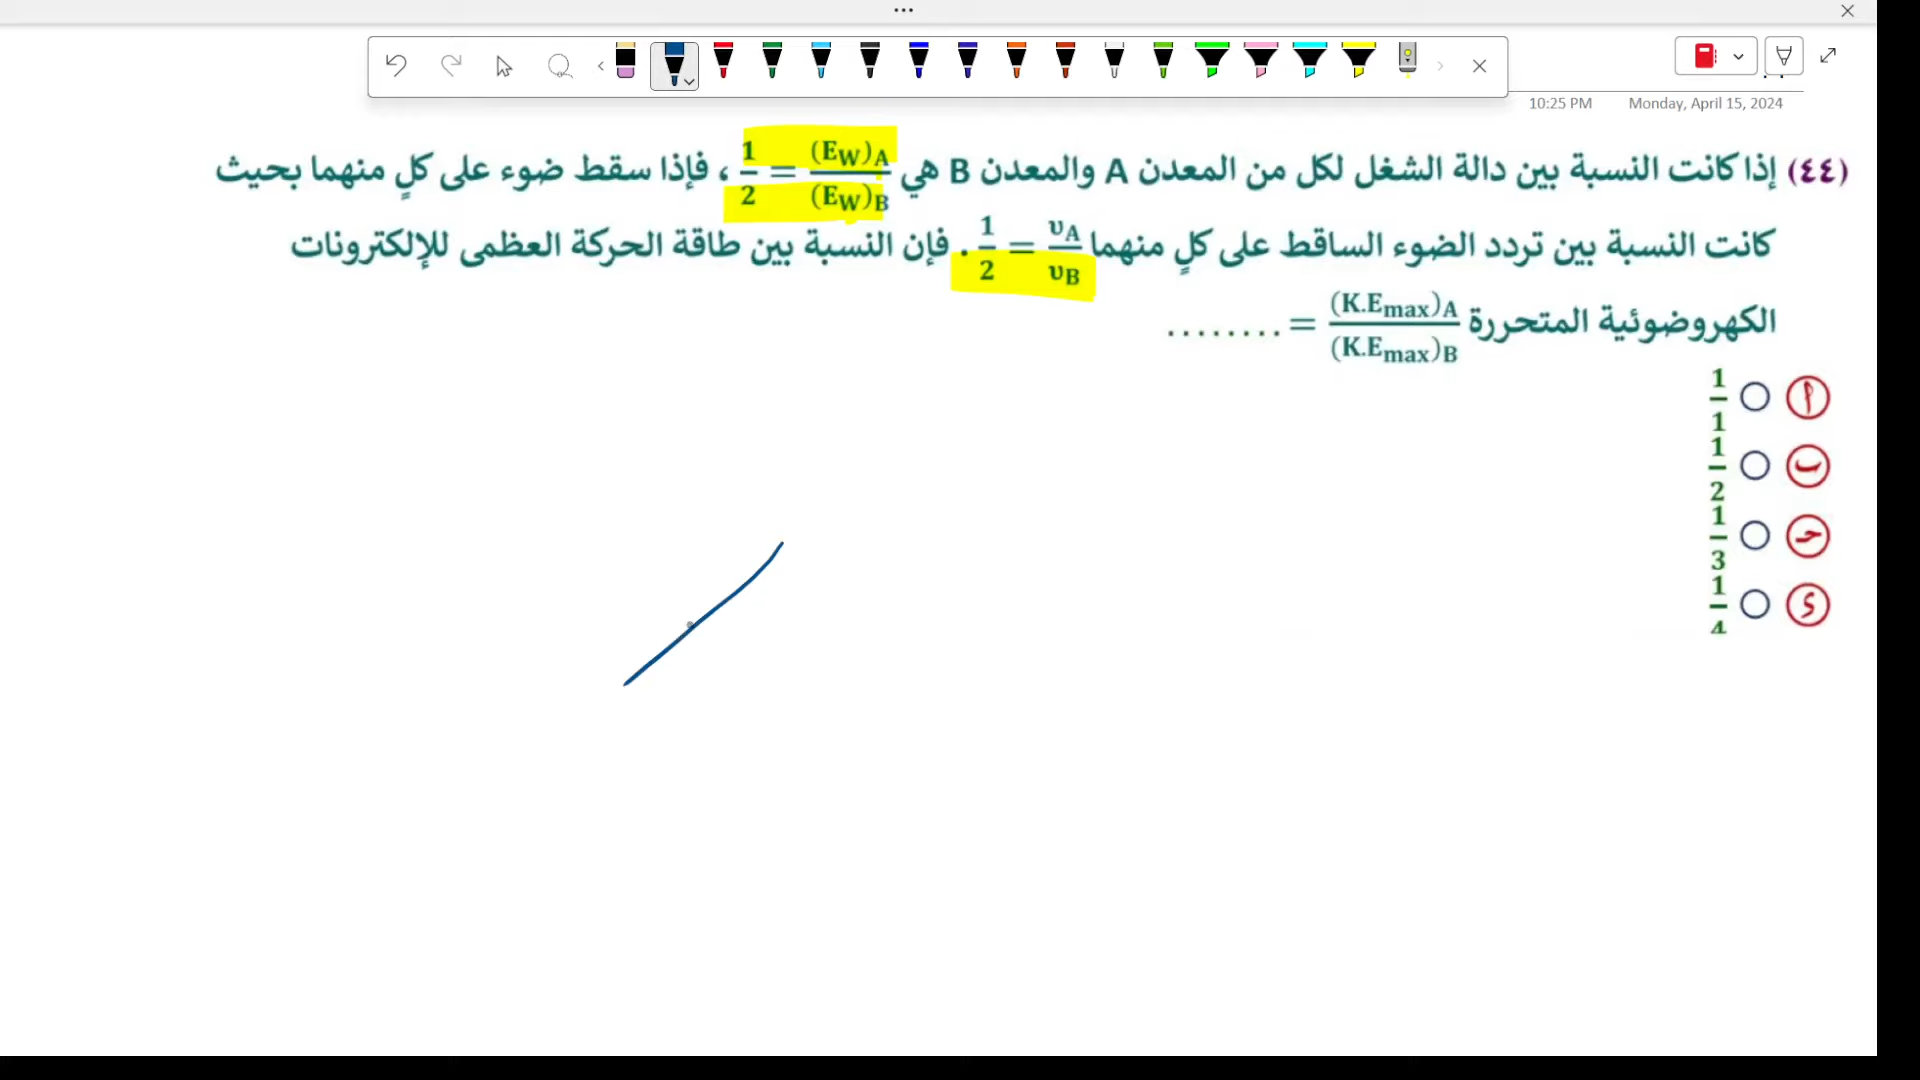 10:25 PM Monday, April 15, 2024
(٤٤) إذا كانت النسبة بين دالة الشغل لكل من المعدن A والمعدن B هي (E_W)_A / (E_W)_B = 1/2 ، فإذا سقط ضوء على كلٍ منهما بحيث
كانت النسبة بين تردد الضوء الساقط على كلٍ منهما υ_A / υ_B = 1/2 . فإن النسبة بين طاقة الحركة العظمى للإلكترونات
الكهروضوئية المتحررة (K.E_max)_A / (K.E_max)_B = ........
أ 1/1
ب 1/2
جـ 1/3
د 1/4